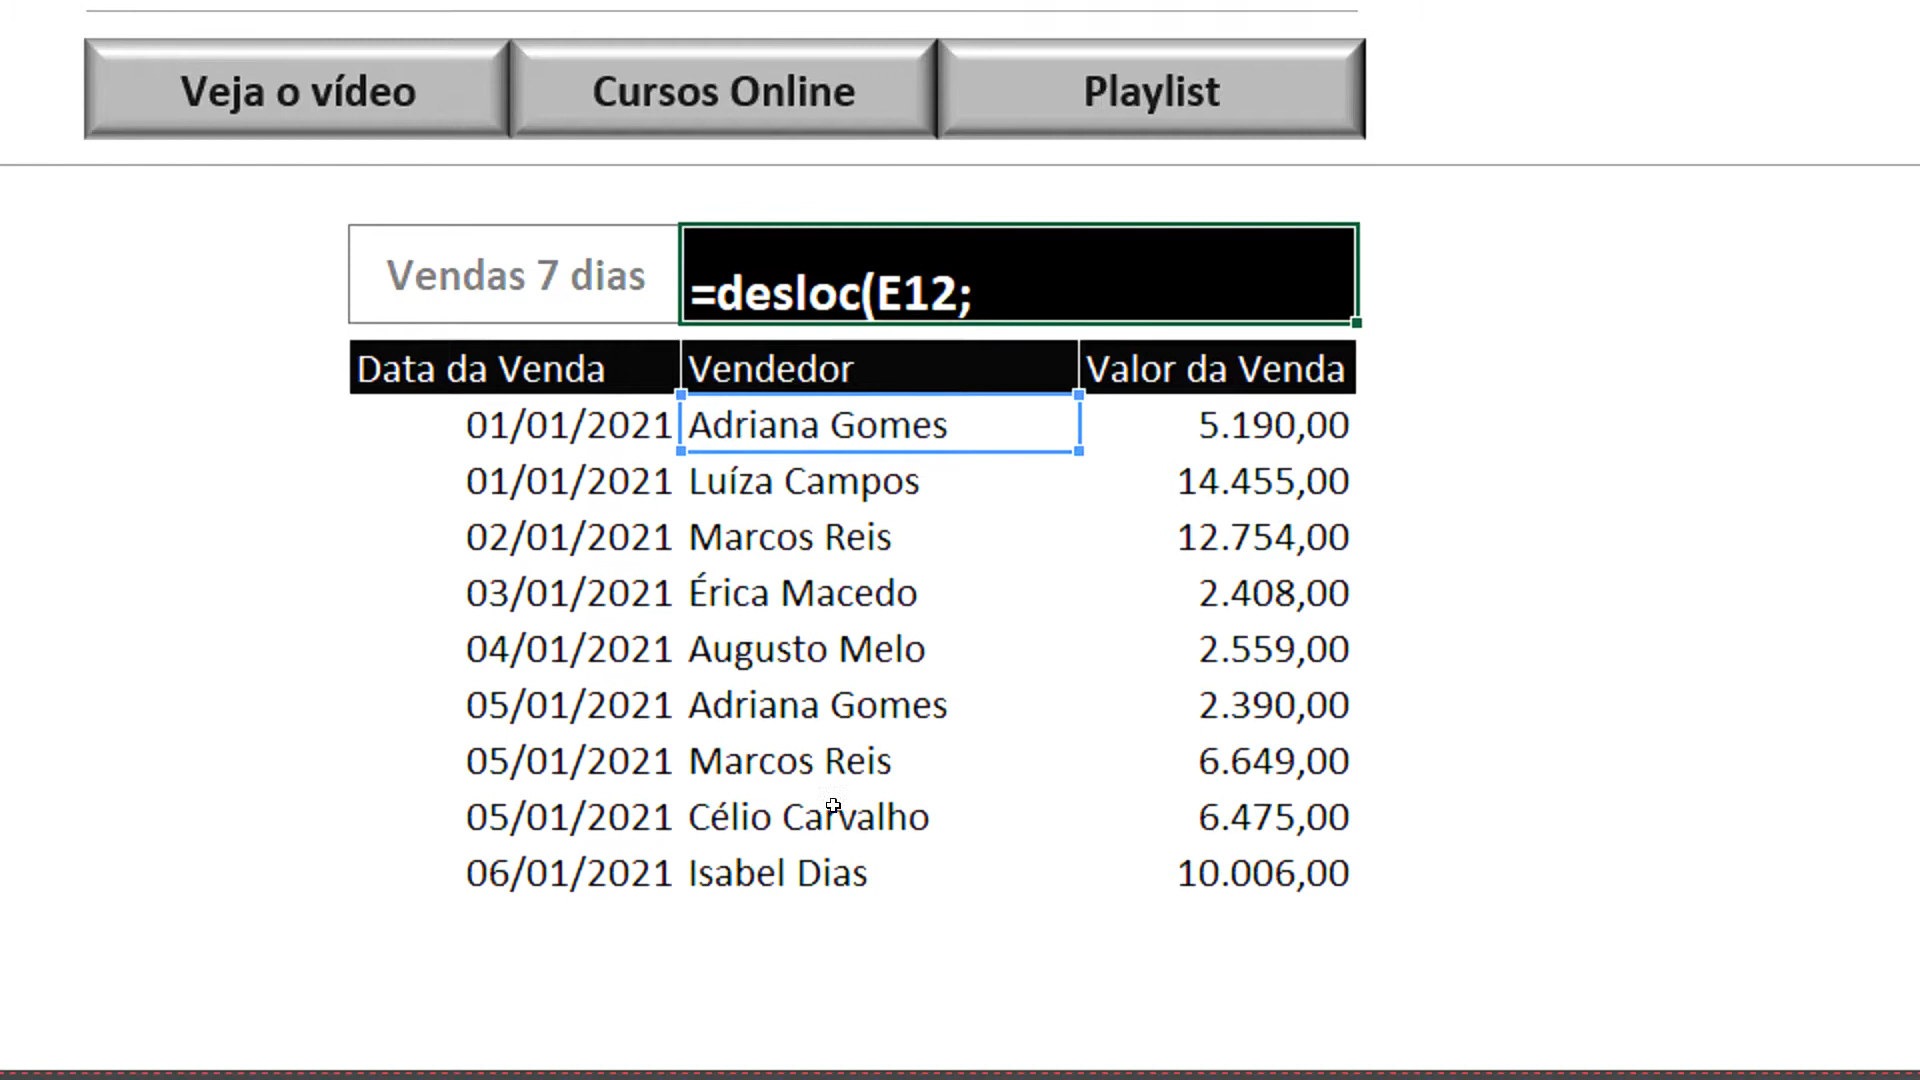 Veja o vídeo Cursos Online Playlist
Vendas 7 dias =desloc(E12;
Data da Venda Vendedor Valor da Venda
01/01/2021 Adriana Gomes 5.190,00
01/01/2021 Luíza Campos 14.455,00
02/01/2021 Marcos Reis 12.754,00
03/01/2021 Érica Macedo 2.408,00
04/01/2021 Augusto Melo 2.559,00
05/01/2021 Adriana Gomes 2.390,00
05/01/2021 Marcos Reis 6.649,00
05/01/2021 Célio Carvalho 6.475,00
06/01/2021 Isabel Dias 10.006,00